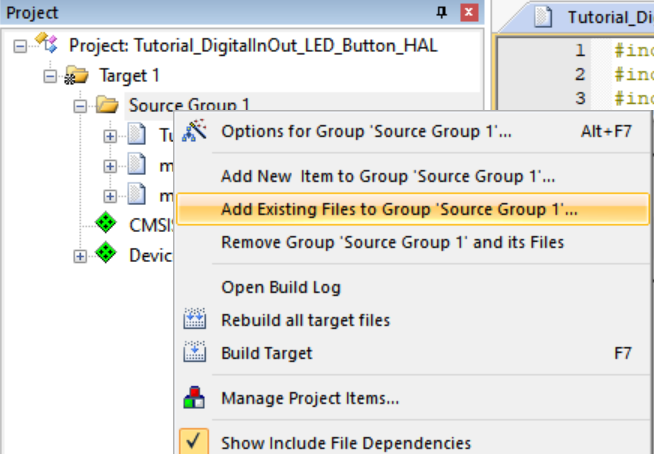 Project
Tutorial_Di
Project: Tutorial_DigitalInOut_LED_Button_HAL
1 #inc
Target 1
2 #inc
Source Group 1
3 #inc
Options for Group 'Source Group 1'... Alt+F7
Tu
m
m
Add New Item to Group 'Source Group 1'...
Add Existing Files to Group 'Source Group 1'...
CMSIS
Remove Group 'Source Group 1' and its Files
Devic
Open Build Log
Rebuild all target files
Build Target F7
Manage Project Items...
Show Include File Dependencies